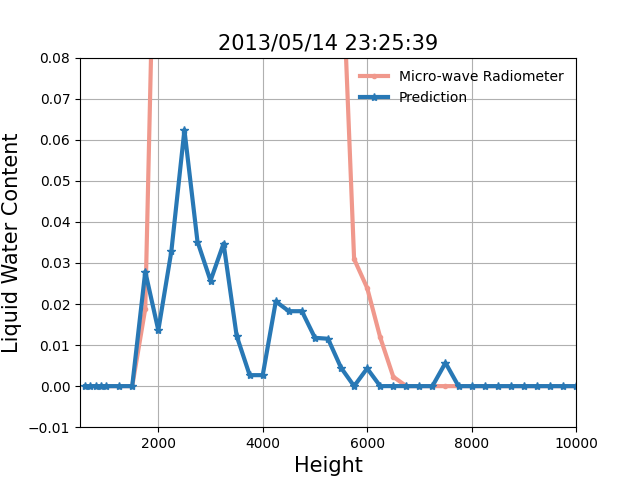 2013/05/14 23:25:39
Micro-wave Radiometer
Prediction
Liquid Water Content
0.08
0.07
0.06
0.05
0.04
0.03
0.02
0.01
0.00
−0.01
2000 4000 6000 8000 10000
Height